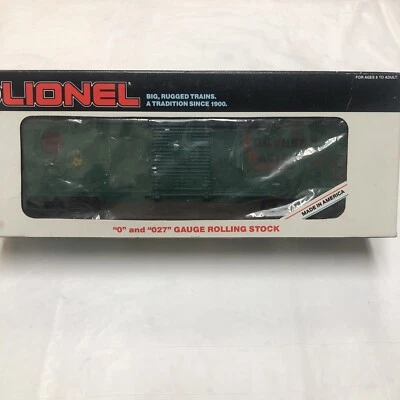 LIONEL
BIG, RUGGED TRAINS.
A TRADITION SINCE 1900.
FOR AGES 8 TO ADULT
MADE IN AMERICA
"0" and "027" GAUGE ROLLING STOCK